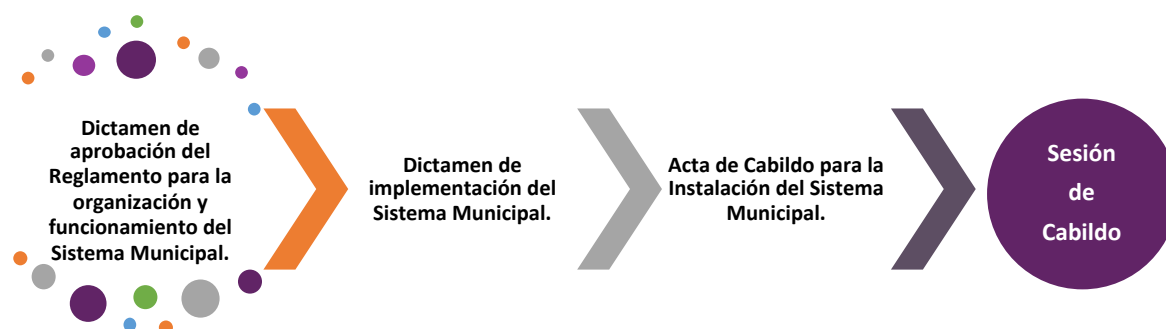 Dictamen de
aprobación del
Reglamento para la
organización y
funcionamiento del
Sistema Municipal.
Dictamen de
implementación del
Sistema Municipal.
Acta de Cabildo para la
Instalación del Sistema
Municipal.
Sesión
de
Cabildo